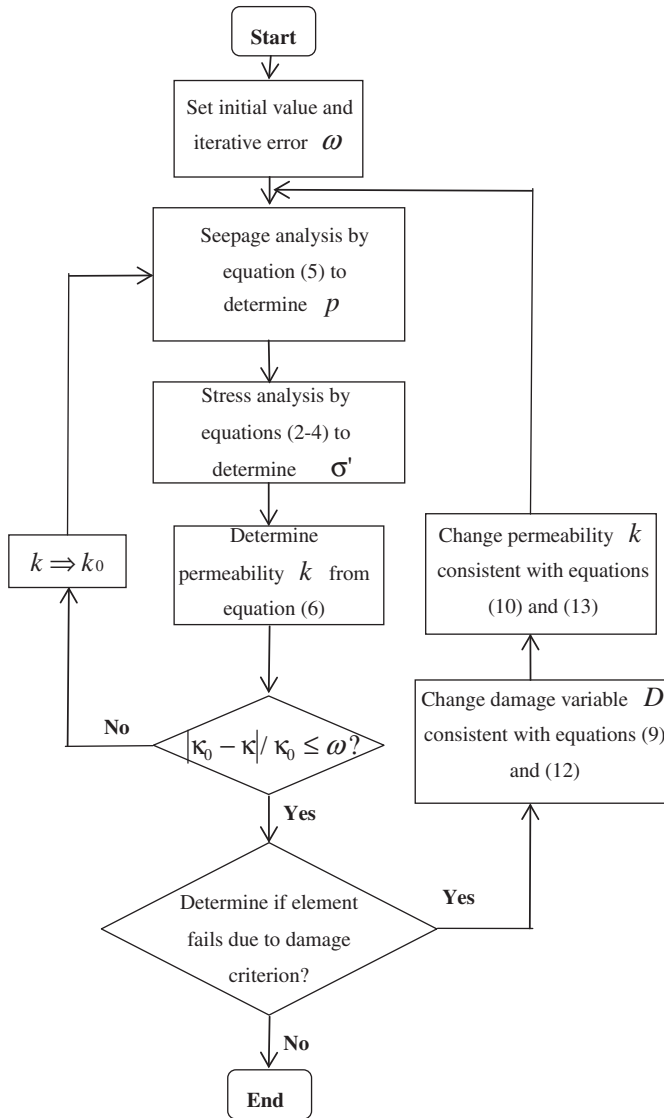 Start
Set initial value and
iterative error ω
Seepage analysis by
equation (5) to
determine p
Stress analysis by
equations (2-4) to
determine σ'
Determine
permeability k from
equation (6)
k ⇒ k₀
No
|κ₀ − κ| / κ₀ ≤ ω?
Yes
Determine if element
fails due to damage
criterion?
Yes
Change damage variable D
consistent with equations (9)
and (12)
Change permeability k
consistent with equations
(10) and (13)
No
End